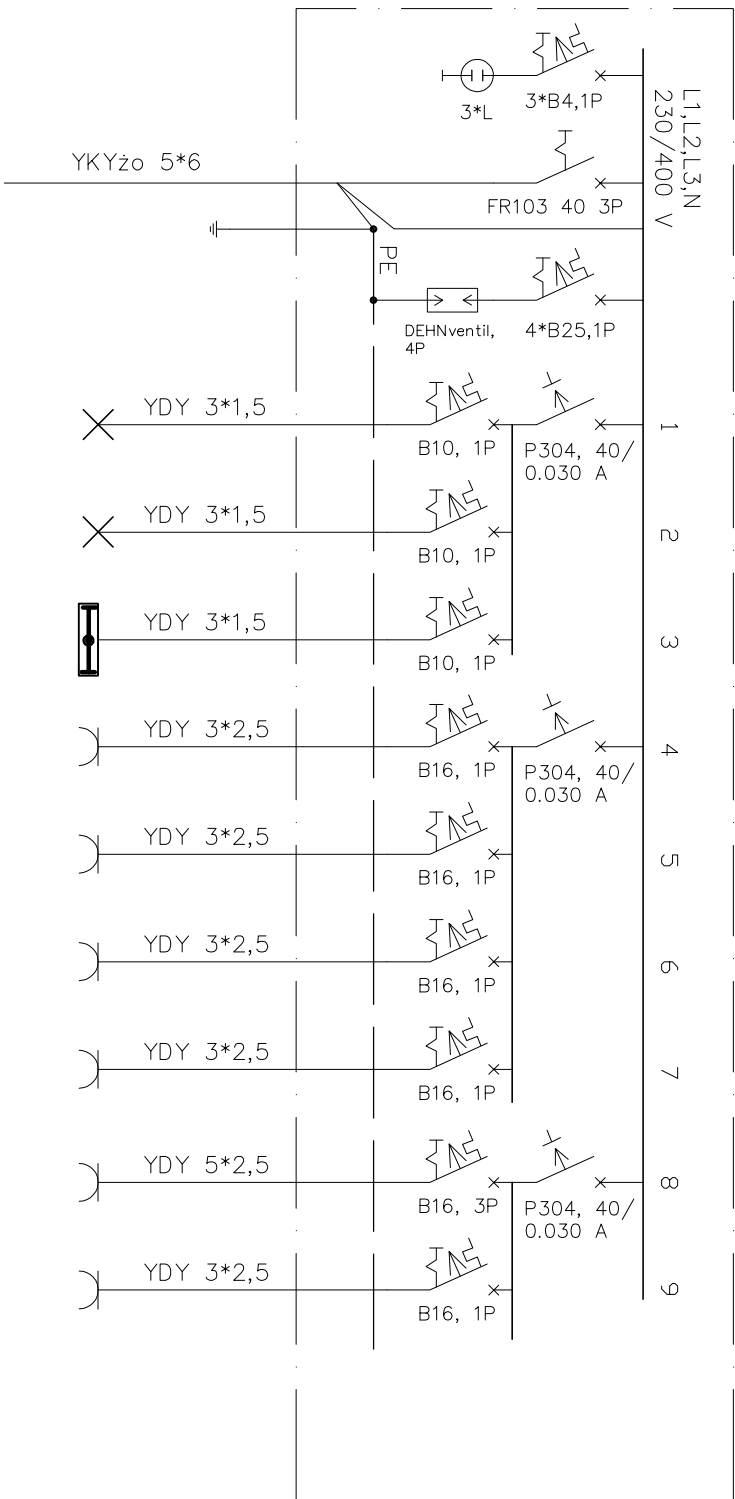 L1,L2,L3,N
230/400 V
3*L
3*B4,1P
YKYżo 5*6
FR103 40 3P
PE
DEHNventil,
4P
4*B25,1P
YDY 3*1,5
B10, 1P
P304, 40/
0.030 A
1
YDY 3*1,5
B10, 1P
2
YDY 3*1,5
B10, 1P
3
YDY 3*2,5
B16, 1P
P304, 40/
0.030 A
4
YDY 3*2,5
B16, 1P
5
YDY 3*2,5
B16, 1P
6
YDY 3*2,5
B16, 1P
7
YDY 5*2,5
B16, 3P
P304, 40/
0.030 A
8
YDY 3*2,5
B16, 1P
9